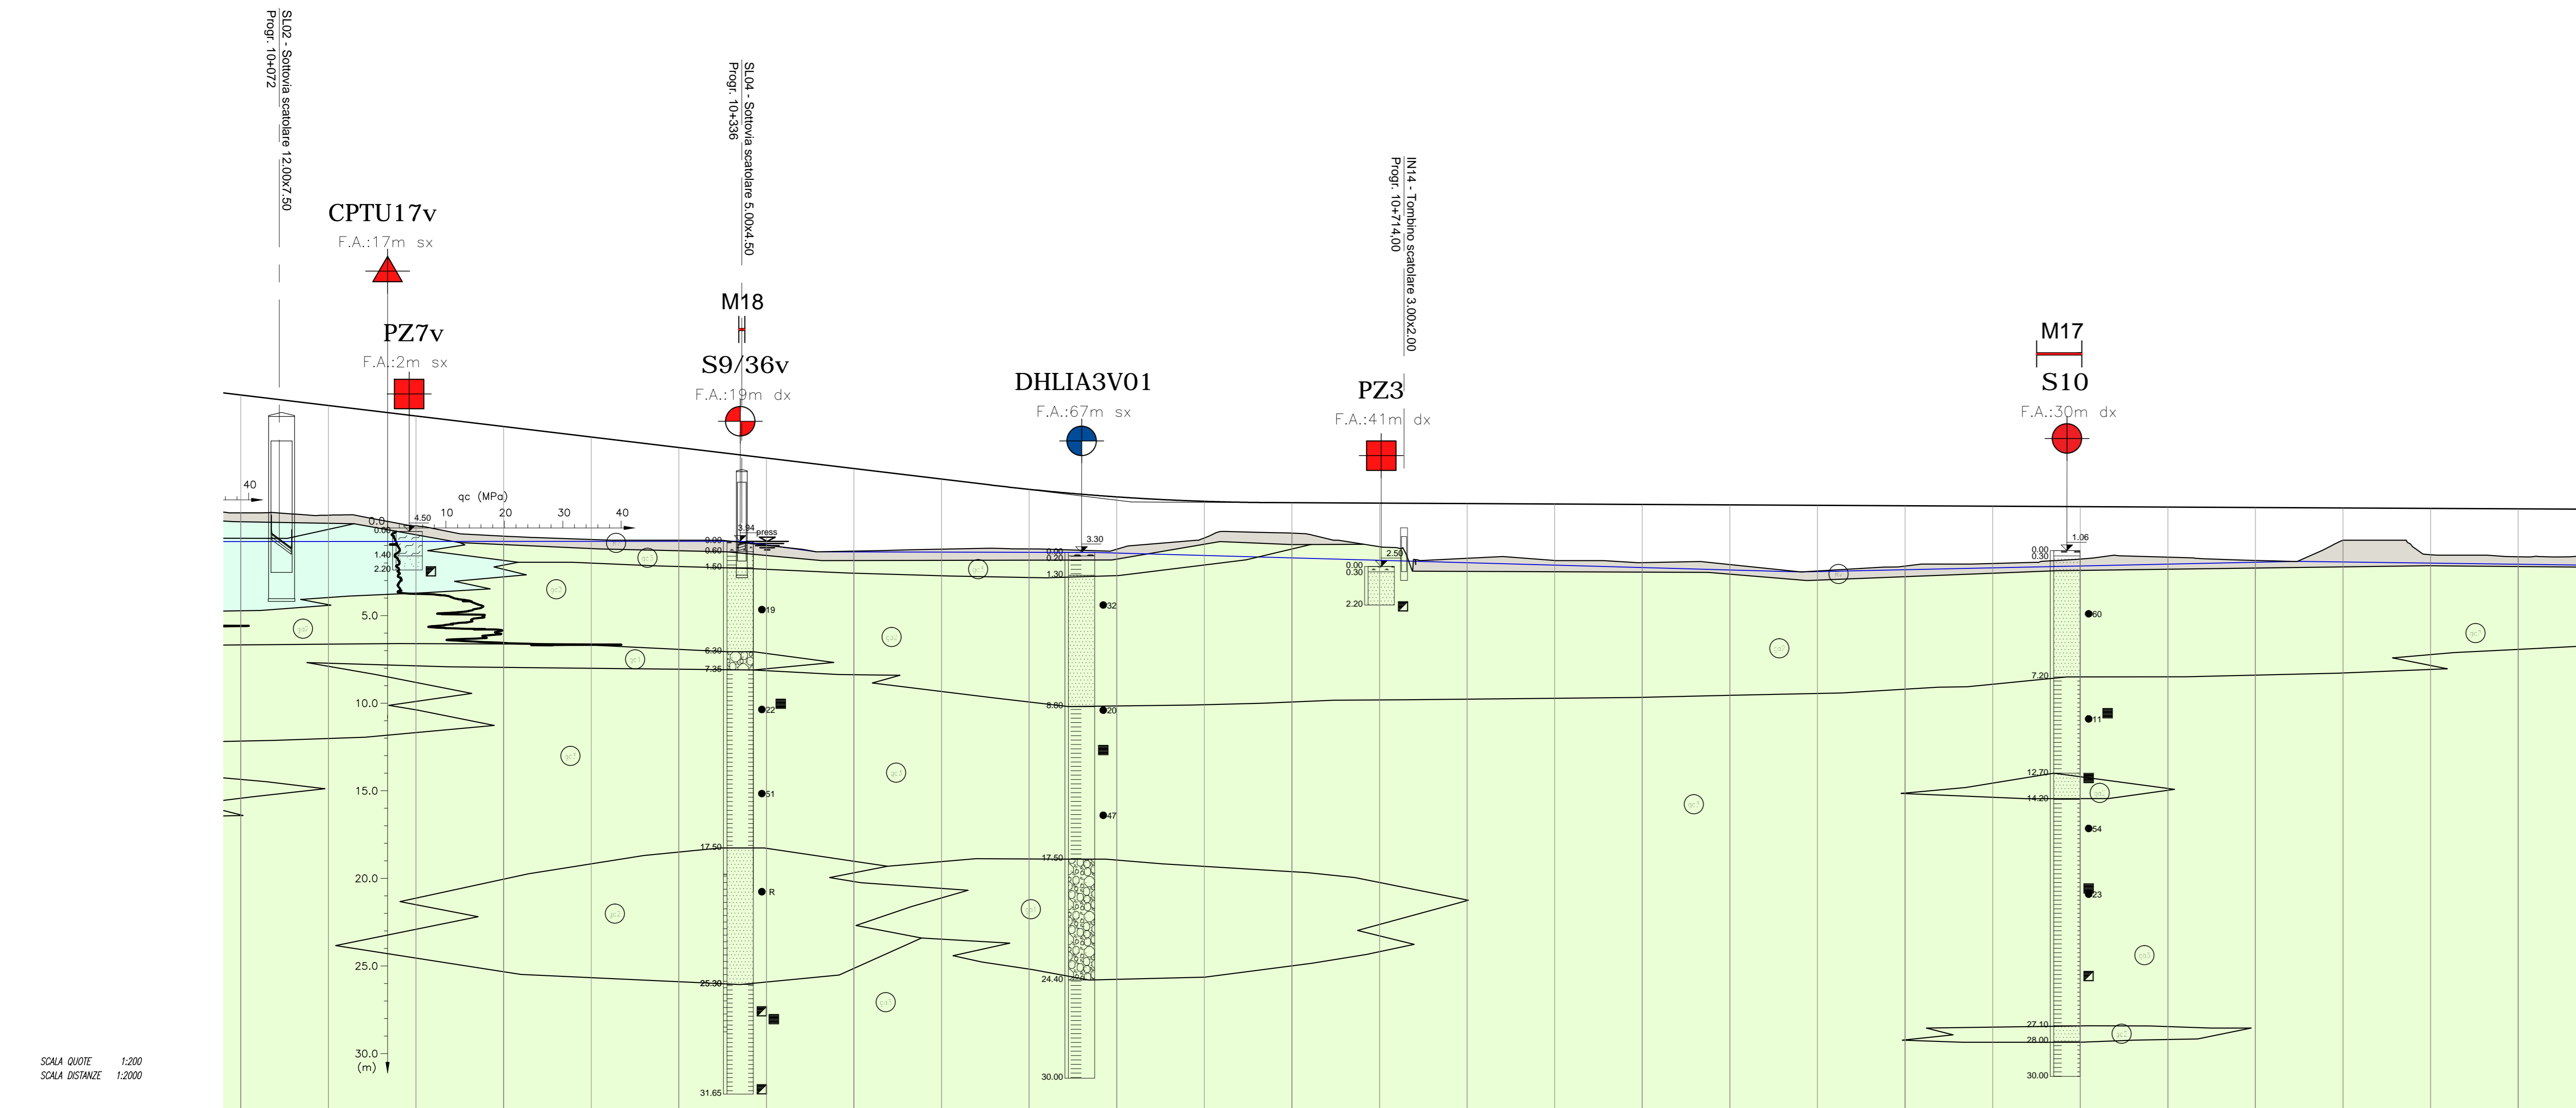 SL02 - Sottovia scatolare 12.00x7.50
Progr. 10+072
SL04 - Sottovia scatolare 5.00x4.50
Progr. 10+336
IN14 - Tombino scatolare 3.00x2.00
Progr. 10+714,00
CPTU17v
F.A.:17m sx
PZ7v
F.A.:2m sx
M18
S9/36v
F.A.:19m dx
DHLIA3V01
F.A.:67m sx
PZ3
F.A.:41m dx
M17
S10
F.A.:30m dx
40
qc (MPa)
10
20
30
40
0.0
5.0
10.0
15.0
20.0
25.0
30.0
(m)
4.50
0.00
1.40
2.20
3.94
press
0.00
0.60
1.50
6.30
7.35
17.50
25.30
31.65
19
22
51
R
3.30
0.00
0.20
1.30
8.80
17.50
24.40
30.00
32
20
47
2.50
0.00
0.30
2.20
1.06
0.00
0.30
7.20
12.70
14.20
27.10
28.00
30.00
60
11
54
23
SCALA QUOTE 1:200
SCALA DISTANZE 1:2000